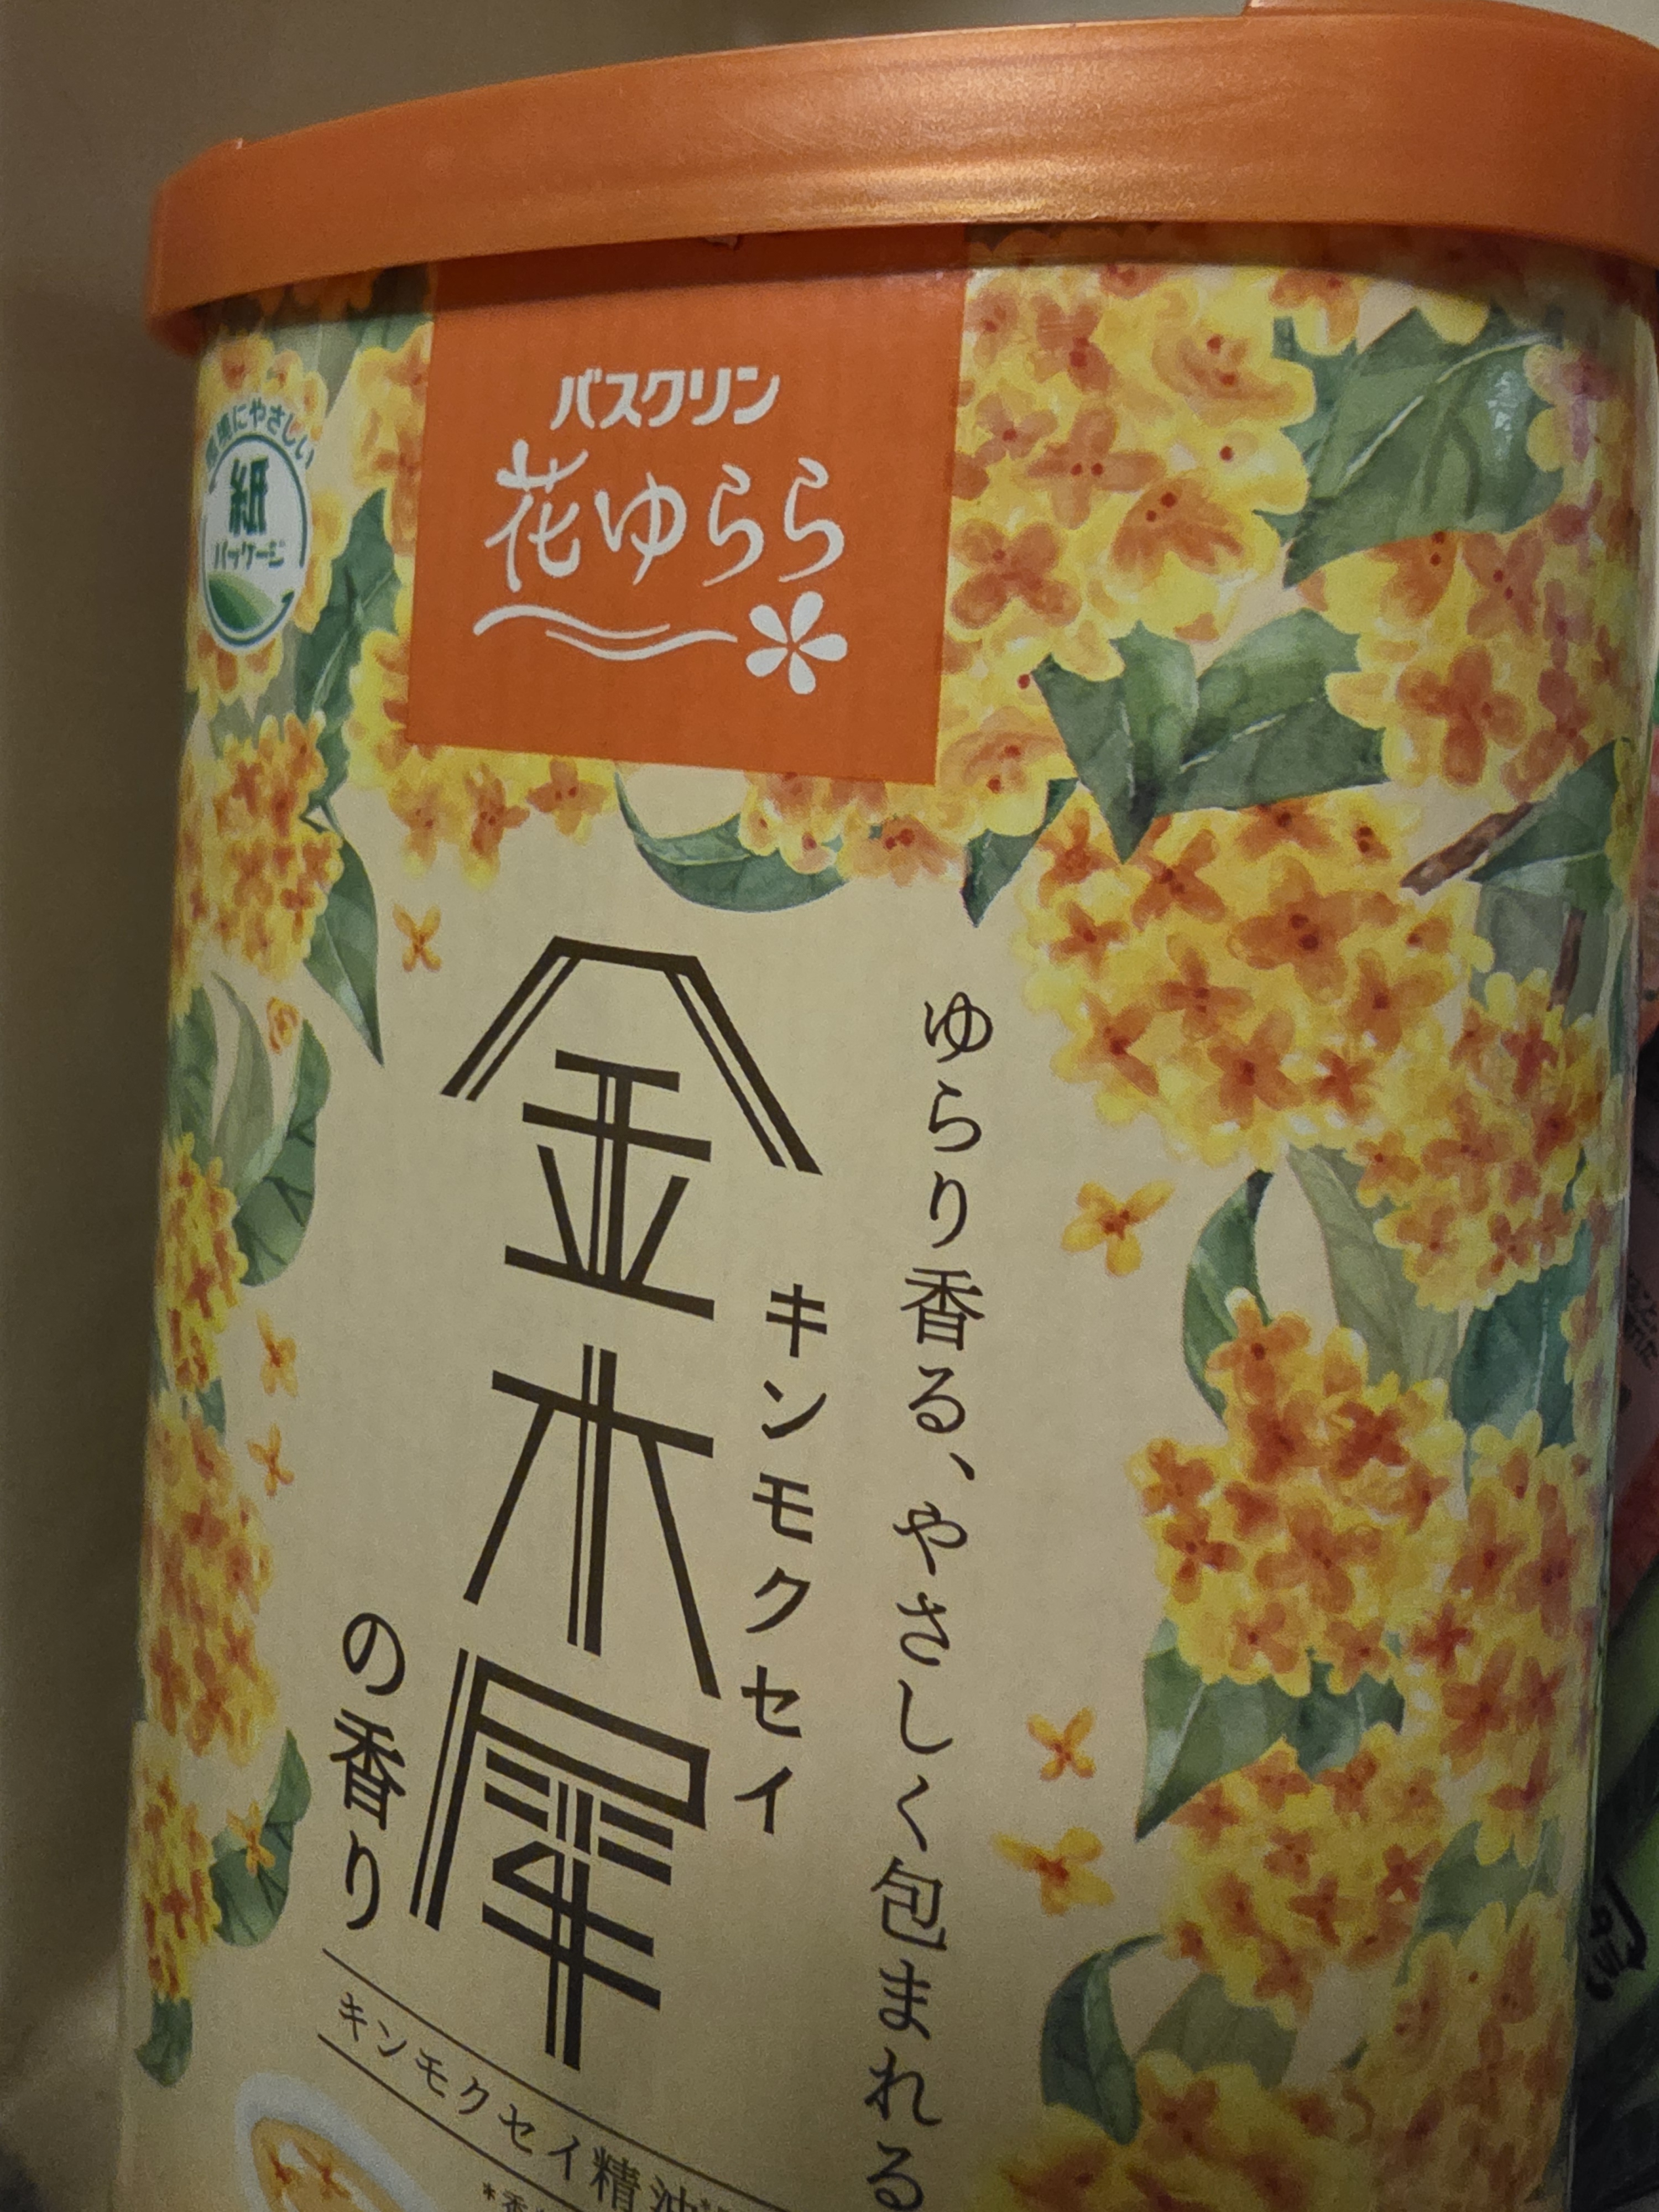 バスクリン
花ゆらら
環境にやさしい
紙
パッケージ
ゆらり香る、やさしく包まれる
キンモクセイ
金木犀
の香り
キンモクセイ精油*
*香